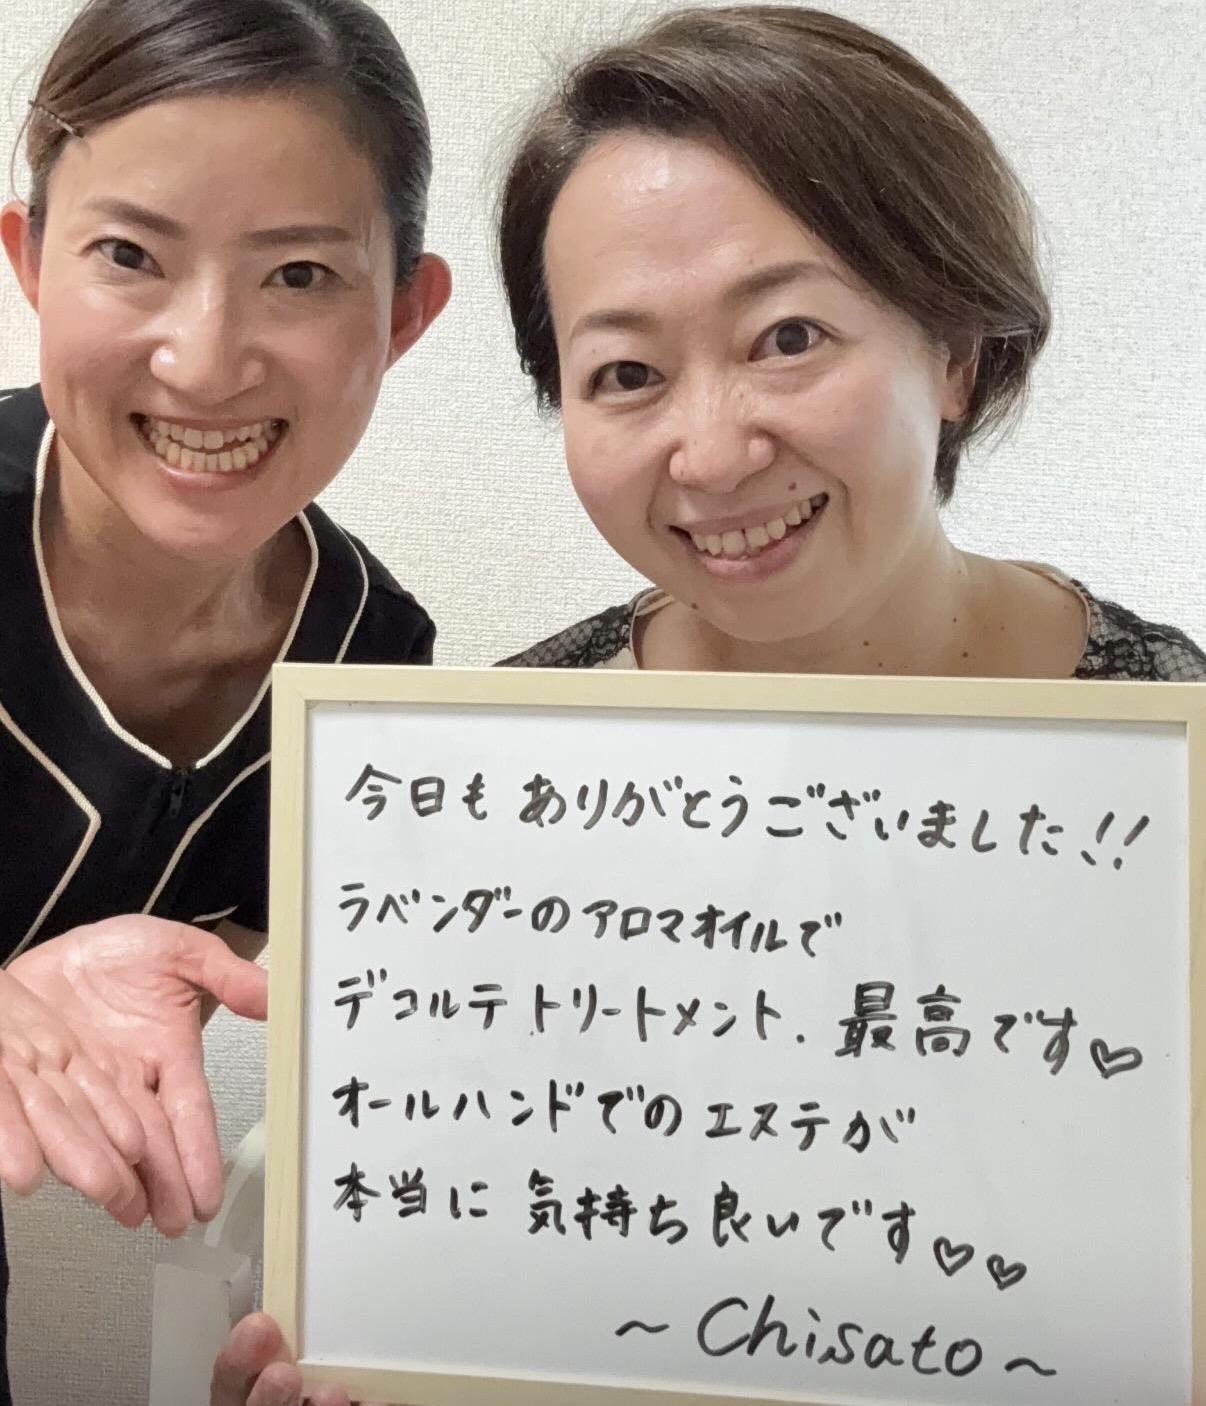 今日もありがとうございました!!
ラベンダーのアロマオイルで
デコルテトリートメント、最高です♡
オールハンドでのエステが
本当に気持ち良いです♡♡
～Chisato～